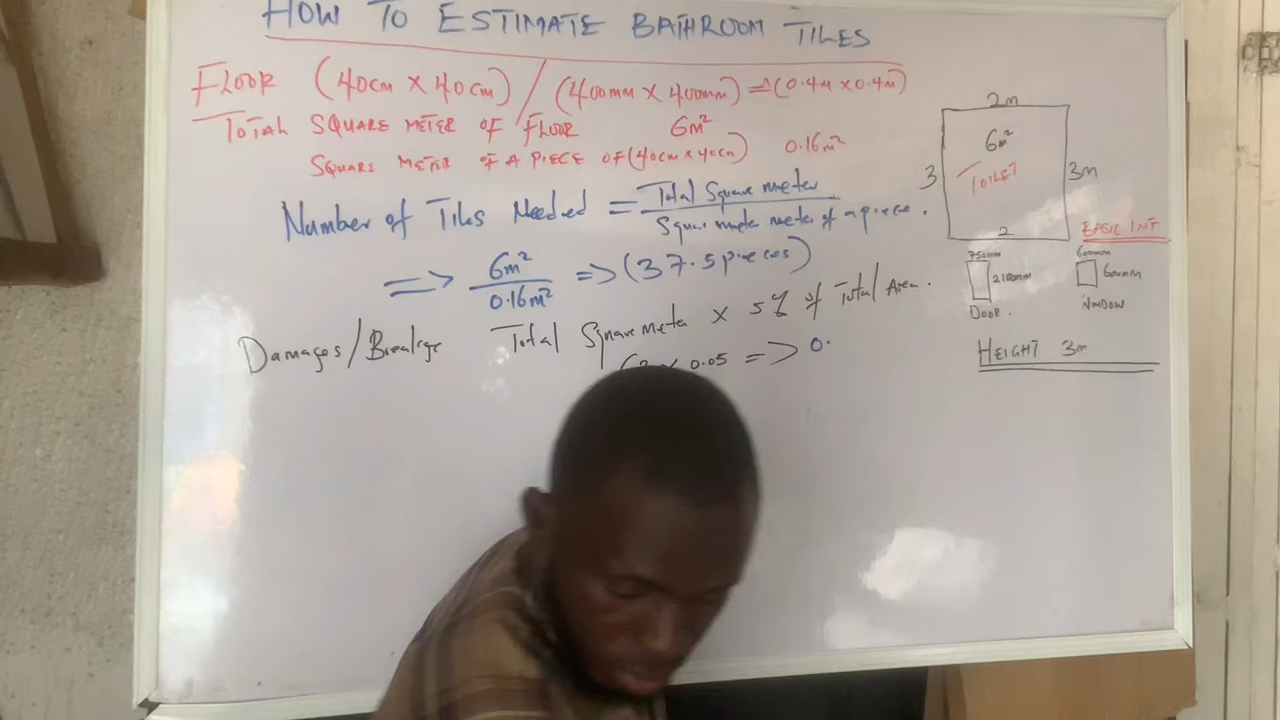 HOW TO ESTIMATE BATHROOM TILES
FLOOR (40cm x 40cm) / (400mm x 400mm) => (0.4m x 0.4m)
TOTAL SQUARE METER OF FLOOR 6m²
SQUARE METER OF A PIECE OF (40cm x 40cm) 0.16m²
Number of Tiles Needed = Total Square meter
Square meter meter of a piece.
=> 6m²
0.16m²
=> (37.5 pieces)
Damages/Breakage Total Square meter x 5% of Total Area.
x 0.05 => 0.
2m
6m²
TOILET
3
3m
2
BASIC INF
750mm
2100mm
DOOR.
600mm
600mm
WINDOW
HEIGHT 3m